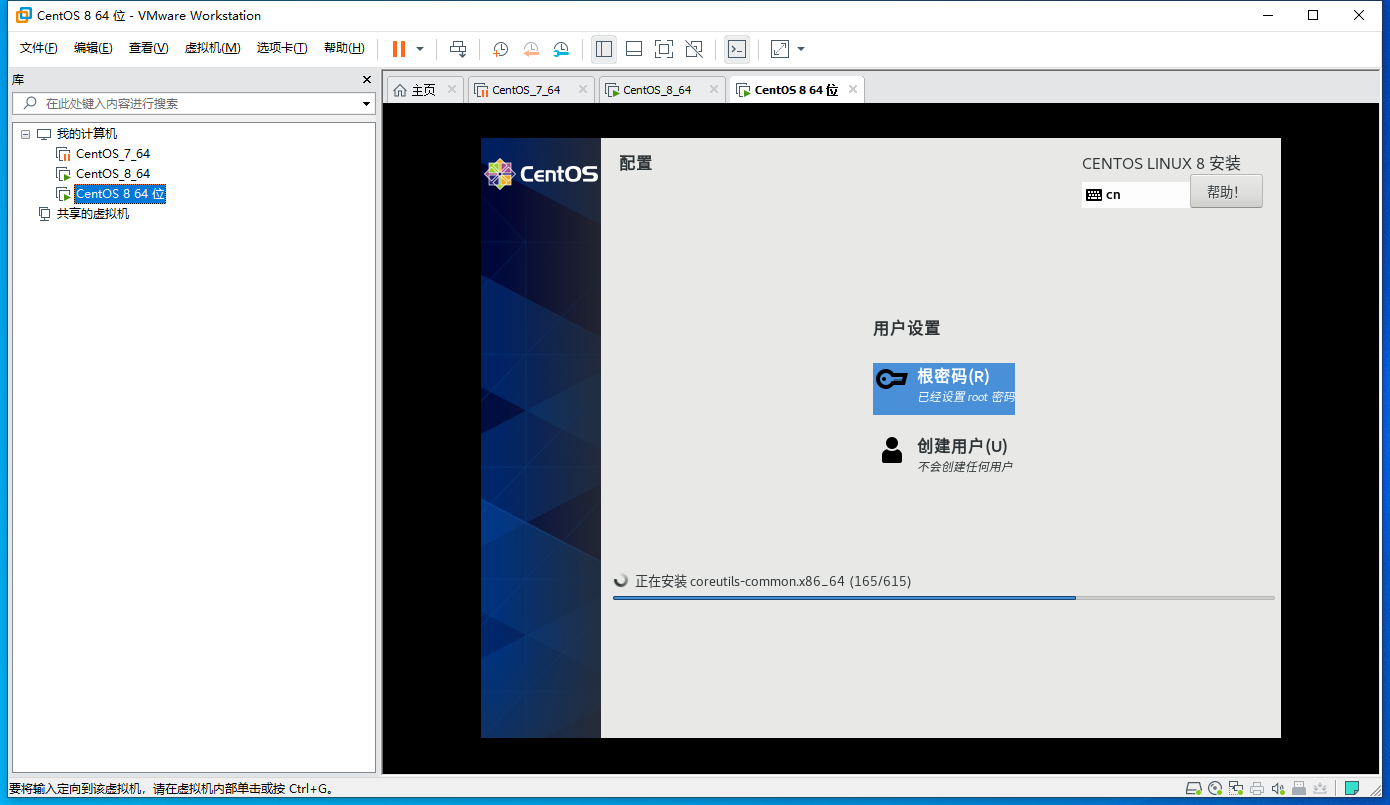 CentOS 8 64 位 - VMware Workstation
文件(F) 编辑(E) 查看(V) 虚拟机(M) 选项卡(T) 帮助(H)
库
在此处键入内容进行搜索
我的计算机
CentOS_7_64
CentOS_8_64
CentOS 8 64 位
共享的虚拟机
主页 CentOS_7_64 CentOS_8_64 CentOS 8 64 位
CentOS
配置
CENTOS LINUX 8 安装
cn
帮助！
用户设置
根密码(R)
已经设置 root 密码
创建用户(U)
不会创建任何用户
正在安装 coreutils-common.x86_64 (165/615)
要将输入定向到该虚拟机，请在虚拟机内部单击或按 Ctrl+G。